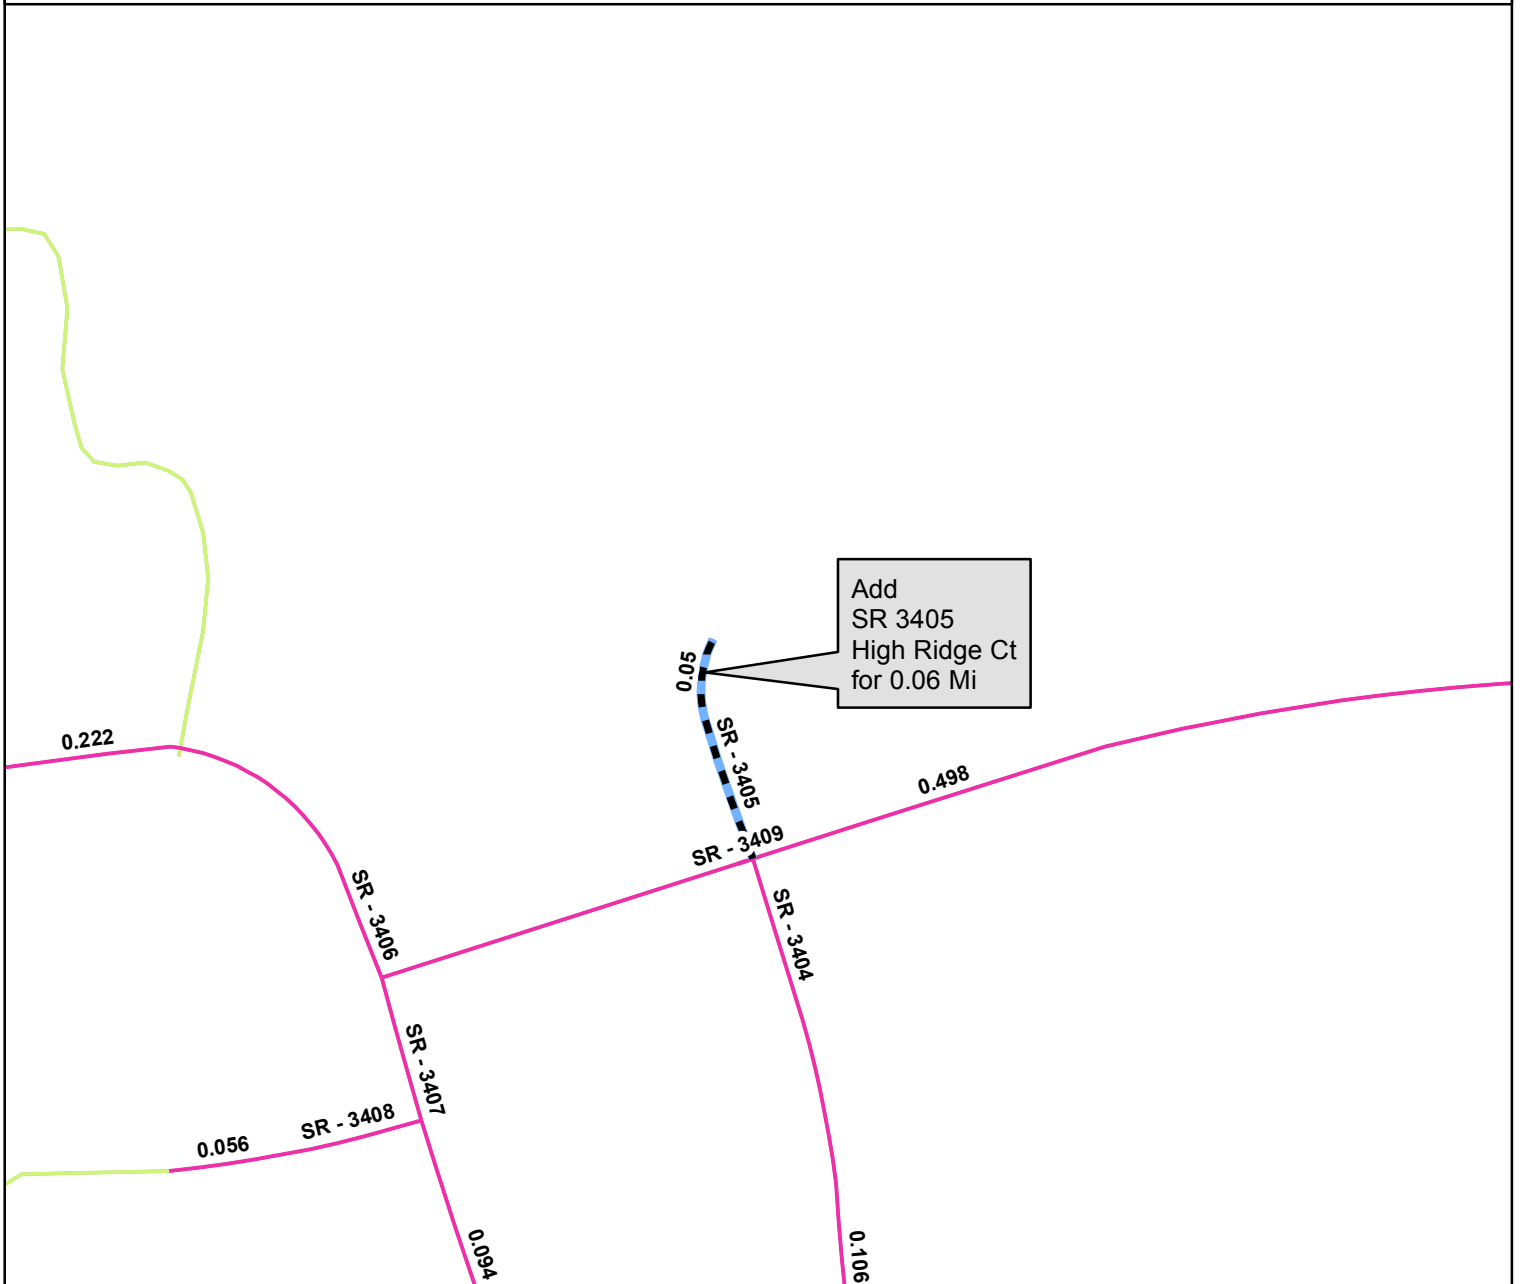 Add
SR 3405
High Ridge Ct
for 0.06 Mi
0.05
SR - 3405
0.222
0.498
SR - 3409
SR - 3406
SR - 3404
SR - 3407
SR - 3408
0.056
0.094
0.106